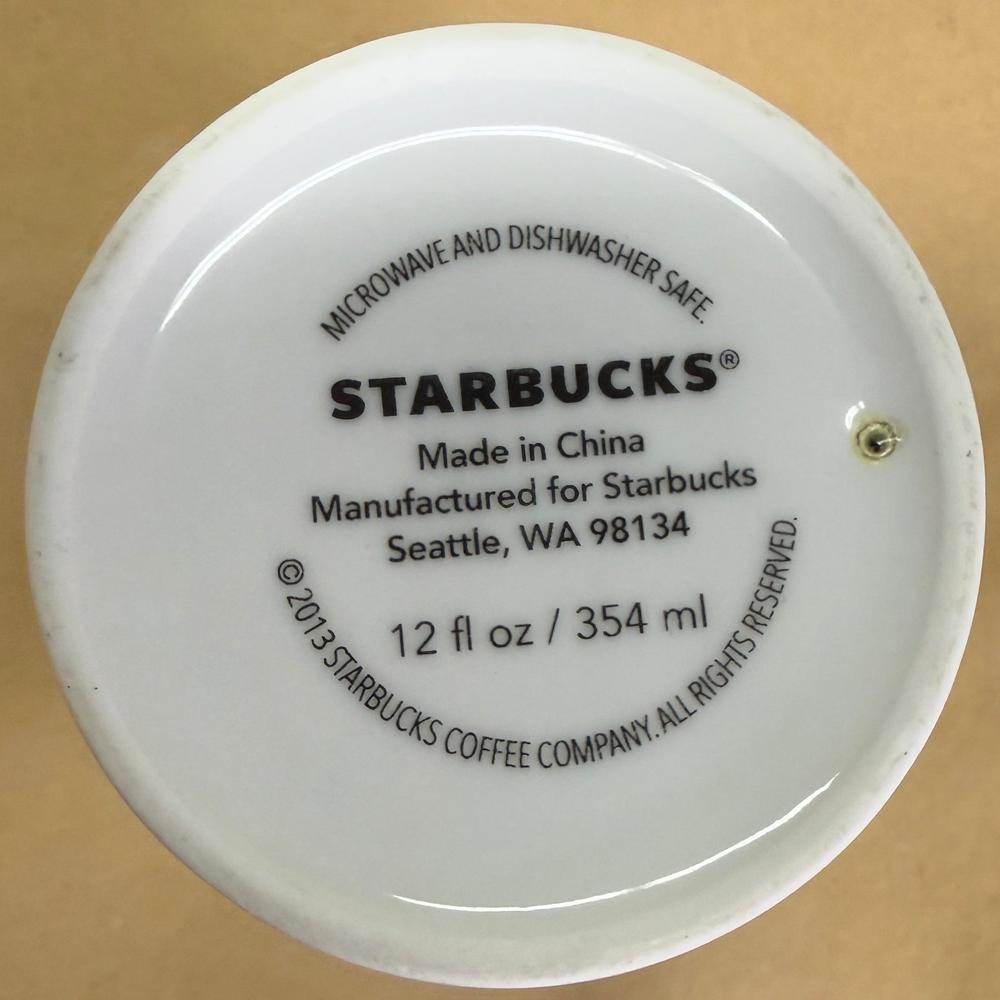 MICROWAVE AND DISHWASHER SAFE.
STARBUCKS®
Made in China
Manufactured for Starbucks
Seattle, WA 98134
12 fl oz / 354 ml
© 2013 STARBUCKS COFFEE COMPANY. ALL RIGHTS RESERVED.